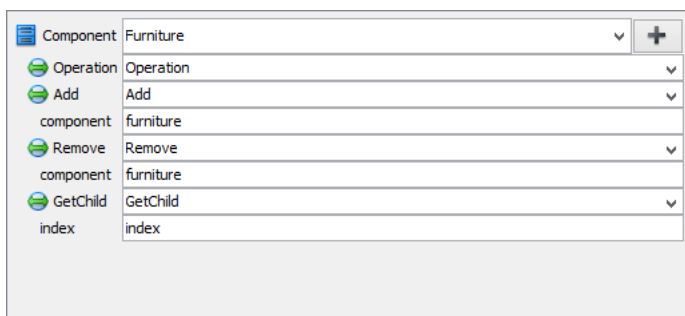 Component Furniture
Operation Operation
Add Add
component furniture
Remove Remove
component furniture
GetChild GetChild
index index